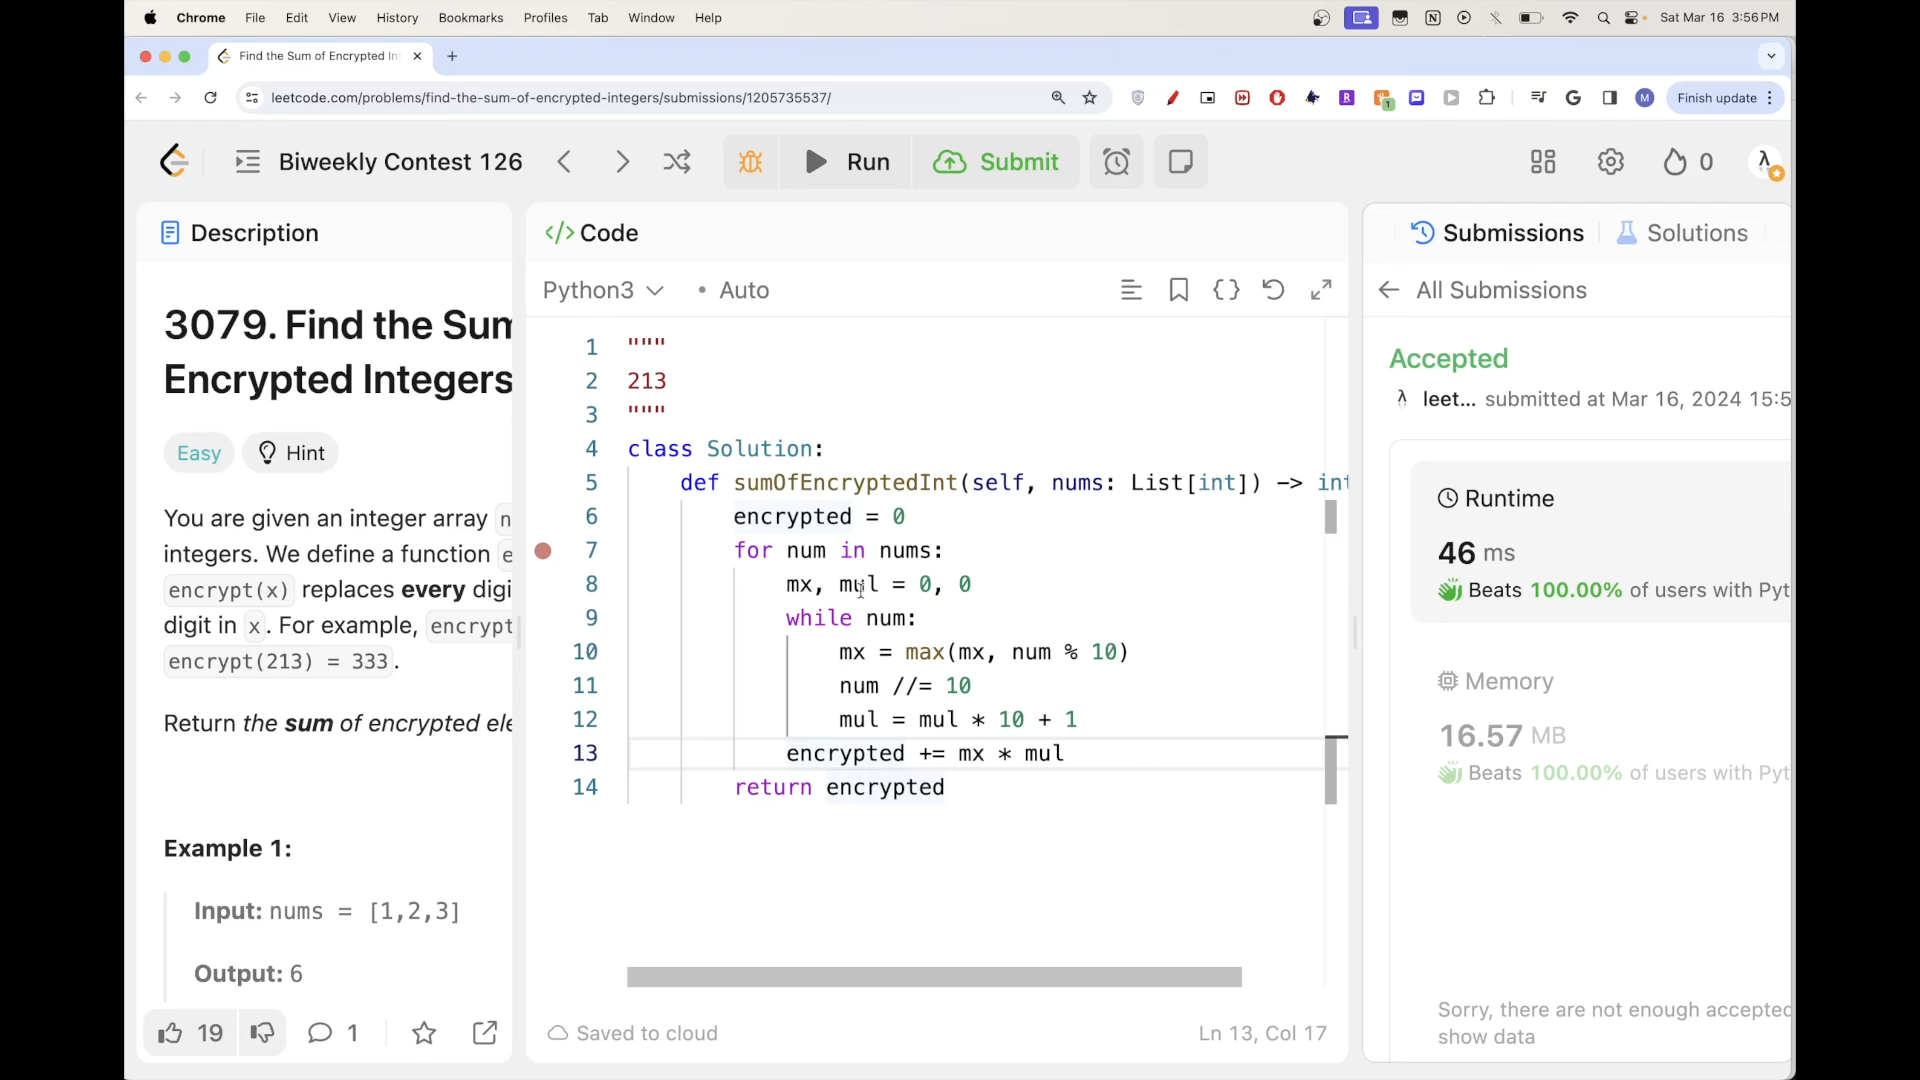 Chrome File Edit View History Bookmarks Profiles Tab Window Help Sat Mar 16 3:56 PM
Find the Sum of Encrypted In
leetcode.com/problems/find-the-sum-of-encrypted-integers/submissions/1205735537/ 1 M Finish update
Biweekly Contest 126 Run Submit 0
Description
3079. Find the Sum
Encrypted Integers
Easy Hint
You are given an integer array n
integers. We define a function e
encrypt(x) replaces every digi
digit in x. For example, encrypt
encrypt(213) = 333.
Return the sum of encrypted ele
Example 1:
Input: nums = [1,2,3]
Output: 6
19 1
</> Code
Python3 • Auto
1 """
2 213
3 """
4 class Solution:
5 def sumOfEncryptedInt(self, nums: List[int]) -> int
6 encrypted = 0
7 for num in nums:
8 mx, mul = 0, 0
9 while num:
10 mx = max(mx, num % 10)
11 num //= 10
12 mul = mul * 10 + 1
13 encrypted += mx * mul
14 return encrypted
Saved to cloud Ln 13, Col 17
Submissions Solutions
All Submissions
Accepted
leet... submitted at Mar 16, 2024 15:5
Runtime
46 ms
Beats 100.00% of users with Pyt
Memory
16.57 MB
Beats 100.00% of users with Pyt
Sorry, there are not enough accepted
show data